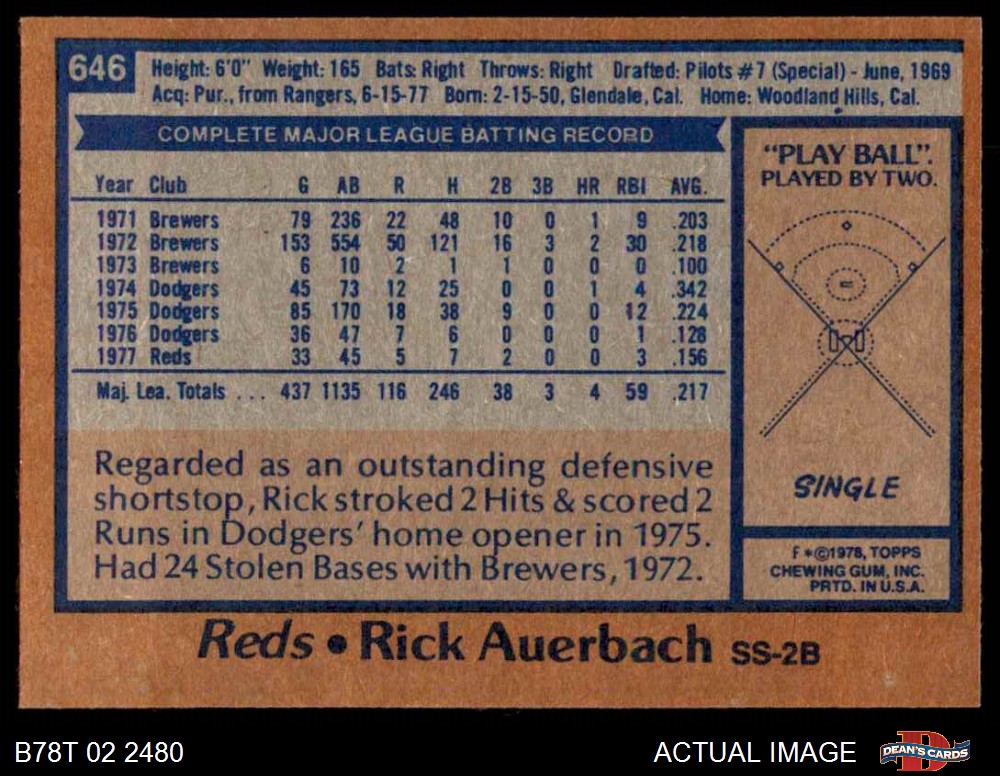 646
Height: 6'0" Weight: 165 Bats: Right Throws: Right Drafted: Pilots #7 (Special) - June, 1969
Acq: Pur., from Rangers, 6-15-77 Born: 2-15-50, Glendale, Cal. Home: Woodland Hills, Cal.
COMPLETE MAJOR LEAGUE BATTING RECORD
Year Club G AB R H 2B 3B HR RBI AVG.
1971 Brewers 79 236 22 48 10 0 1 9 .203
1972 Brewers 153 554 50 121 16 3 2 30 .218
1973 Brewers 6 10 2 1 1 0 0 0 .100
1974 Dodgers 45 73 12 25 0 0 1 4 .342
1975 Dodgers 85 170 18 38 9 0 0 12 .224
1976 Dodgers 36 47 7 6 0 0 0 1 .128
1977 Reds 33 45 5 7 2 0 0 3 .156
Maj. Lea. Totals ... 437 1135 116 246 38 3 4 59 .217
Regarded as an outstanding defensive
shortstop, Rick stroked 2 Hits & scored 2
Runs in Dodgers' home opener in 1975.
Had 24 Stolen Bases with Brewers, 1972.
"PLAY BALL".
PLAYED BY TWO.
SINGLE
F *©1978, TOPPS
CHEWING GUM, INC.
PRTD. IN U.S.A.
Reds • Rick Auerbach SS-2B
B78T 02 2480
ACTUAL IMAGE
D
DEAN'S CARDS